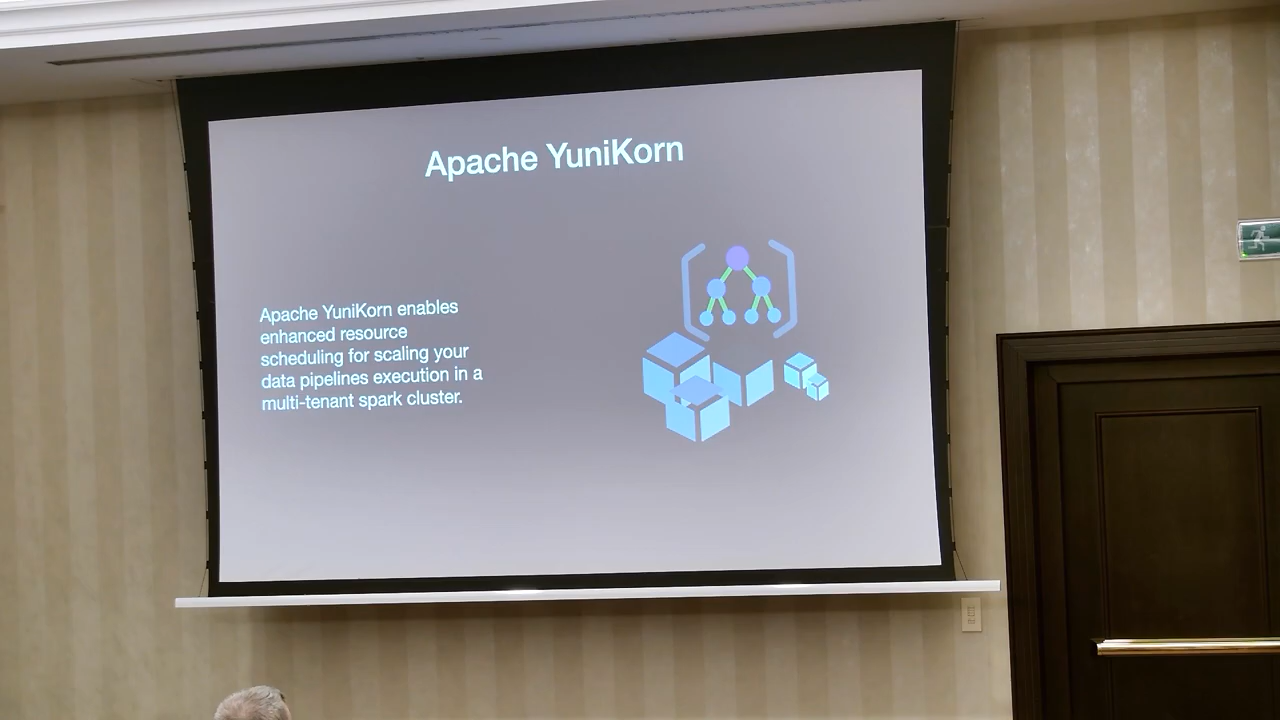 Apache YuniKorn
Apache YuniKorn enables
enhanced resource
scheduling for scaling your
data pipelines execution in a
multi-tenant spark cluster.